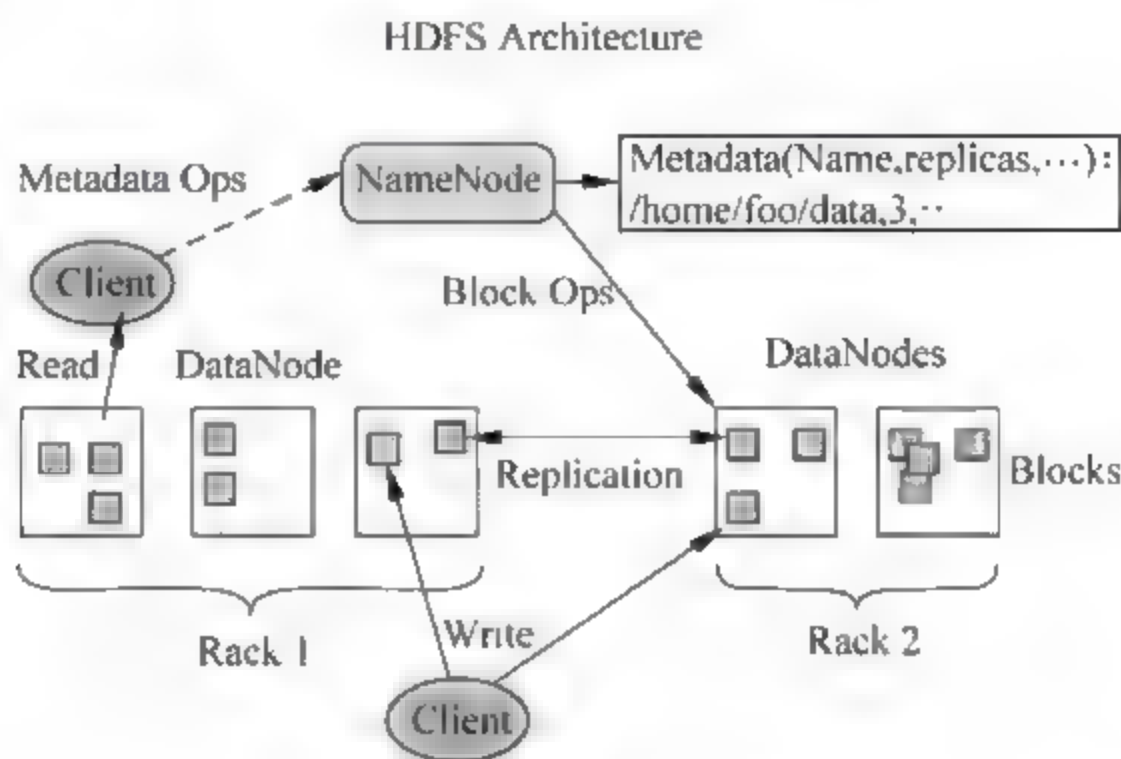 HDFS Architecture
Metadata Ops
NameNode
Metadata(Name,replicas,···):
/home/foo/data,3,··
Client
Block Ops
Read
DataNode
DataNodes
Replication
Blocks
Rack 1
Write
Rack 2
Client